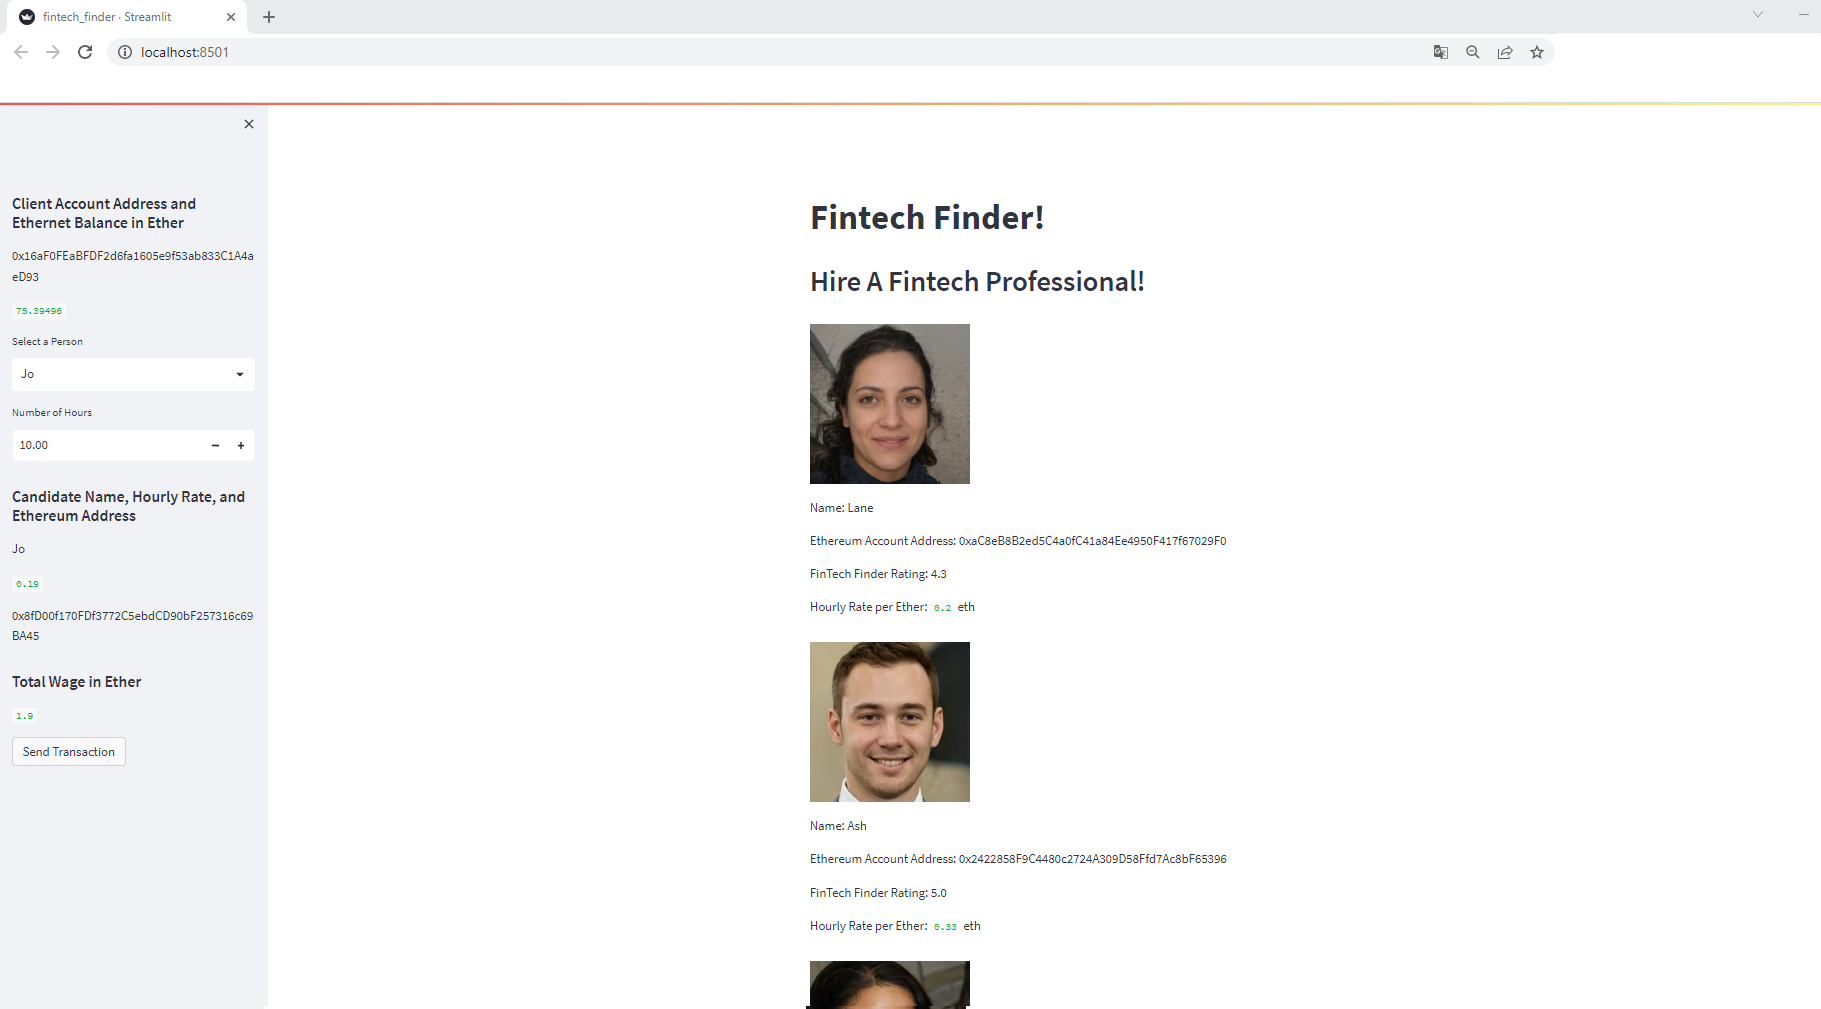 fintech_finder · Streamlit
localhost:8501
Client Account Address and
Ethernet Balance in Ether
0x16aF0FEaBFDF2d6fa1605e9f53ab833C1A4a
eD93
75.39496
Select a Person
Jo
Number of Hours
10.00
Candidate Name, Hourly Rate, and
Ethereum Address
Jo
0.19
0x8fD00f170FDf3772C5ebdCD90bF257316c69
BA45
Total Wage in Ether
1.9
Send Transaction
Fintech Finder!
Hire A Fintech Professional!
Name: Lane
Ethereum Account Address: 0xaC8eB8B2ed5C4a0fC41a84Ee4950F417f67029F0
FinTech Finder Rating: 4.3
Hourly Rate per Ether: 0.2 eth
Name: Ash
Ethereum Account Address: 0x2422858F9C4480c2724A309D58Ffd7Ac8bF65396
FinTech Finder Rating: 5.0
Hourly Rate per Ether: 0.33 eth